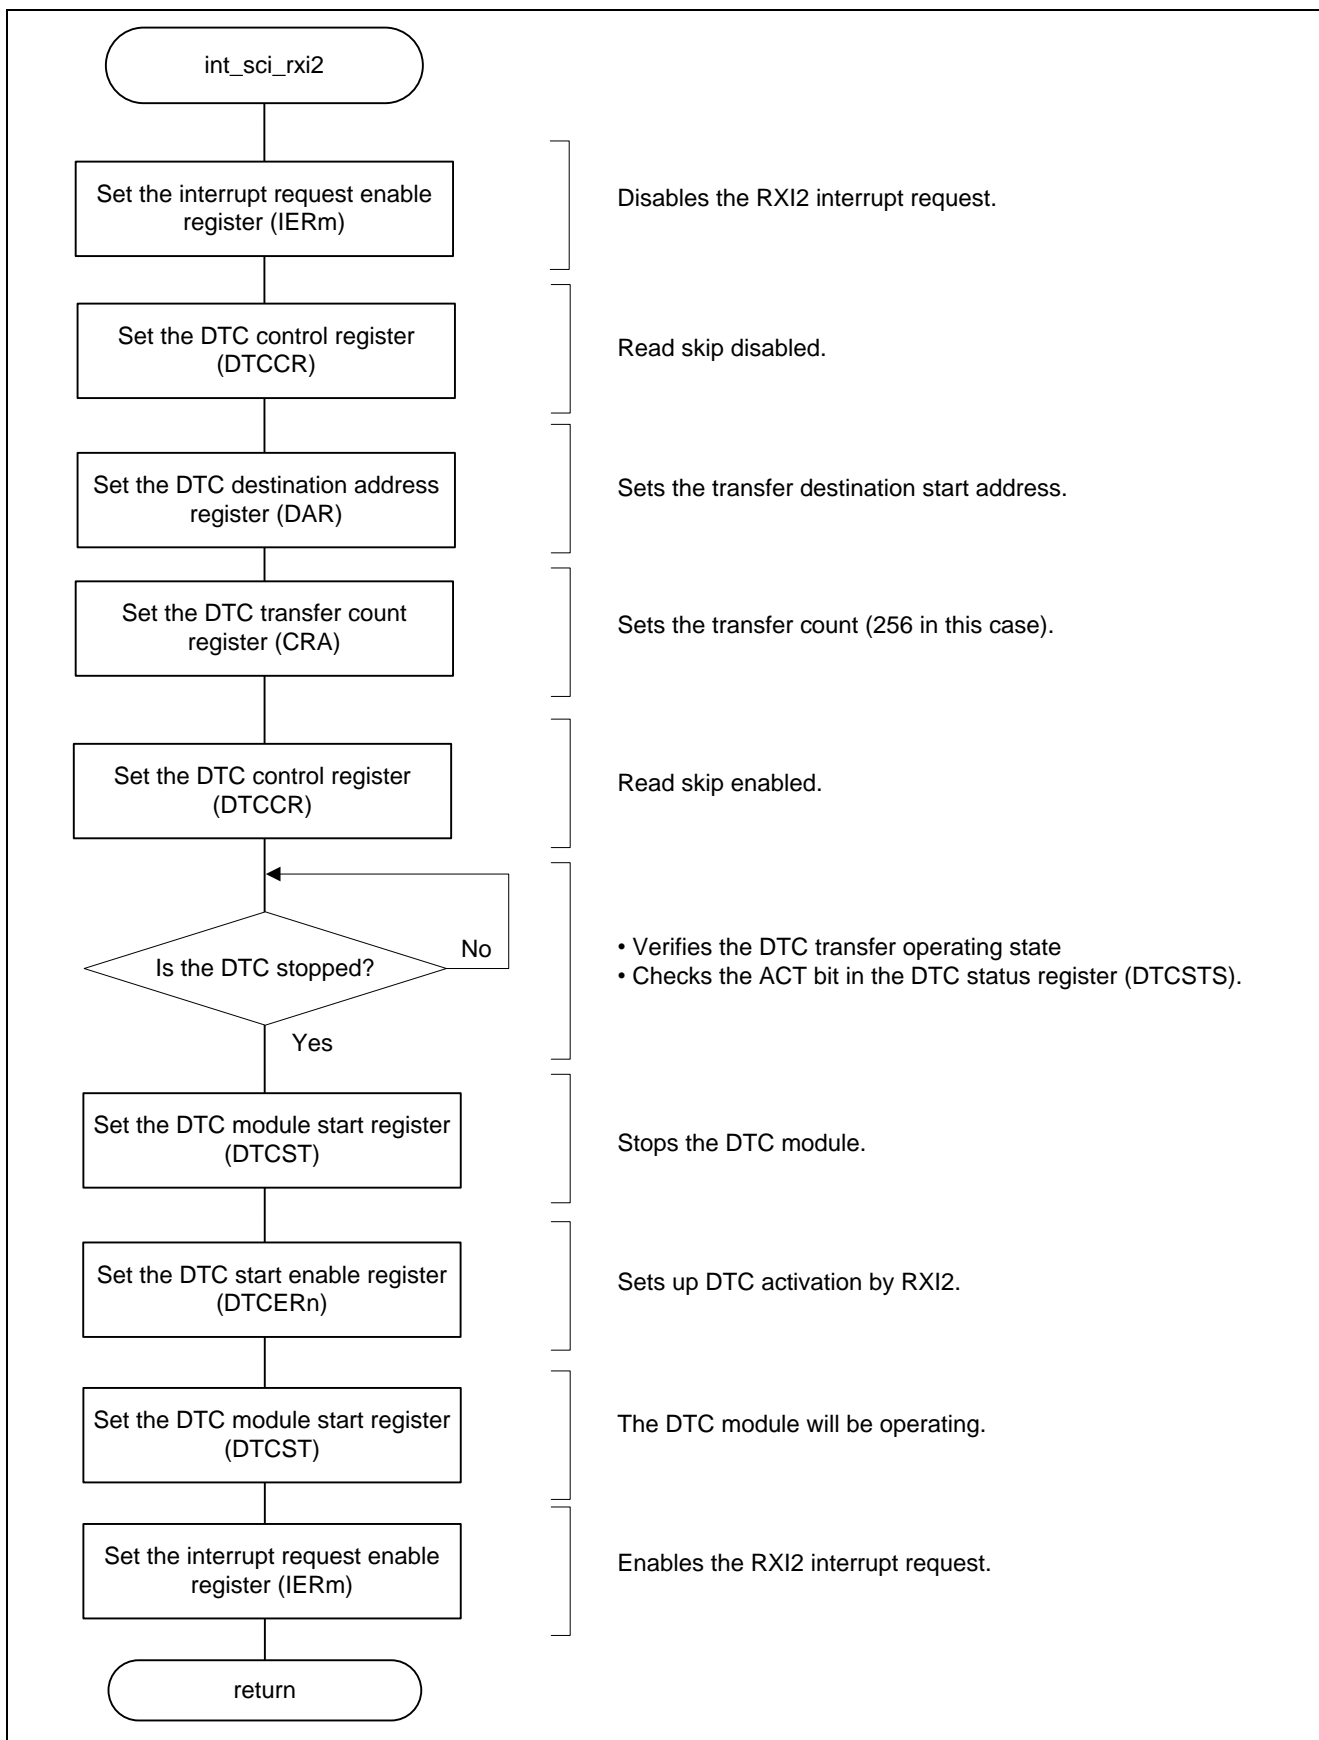 int_sci_rxi2
Set the interrupt request enable
register (IERm)
Disables the RXI2 interrupt request.
Set the DTC control register
(DTCCR)
Read skip disabled.
Set the DTC destination address
register (DAR)
Sets the transfer destination start address.
Set the DTC transfer count
register (CRA)
Sets the transfer count (256 in this case).
Set the DTC control register
(DTCCR)
Read skip enabled.
Is the DTC stopped?
No
Yes
• Verifies the DTC transfer operating state
• Checks the ACT bit in the DTC status register (DTCSTS).
Set the DTC module start register
(DTCST)
Stops the DTC module.
Set the DTC start enable register
(DTCERn)
Sets up DTC activation by RXI2.
Set the DTC module start register
(DTCST)
The DTC module will be operating.
Set the interrupt request enable
register (IERm)
Enables the RXI2 interrupt request.
return